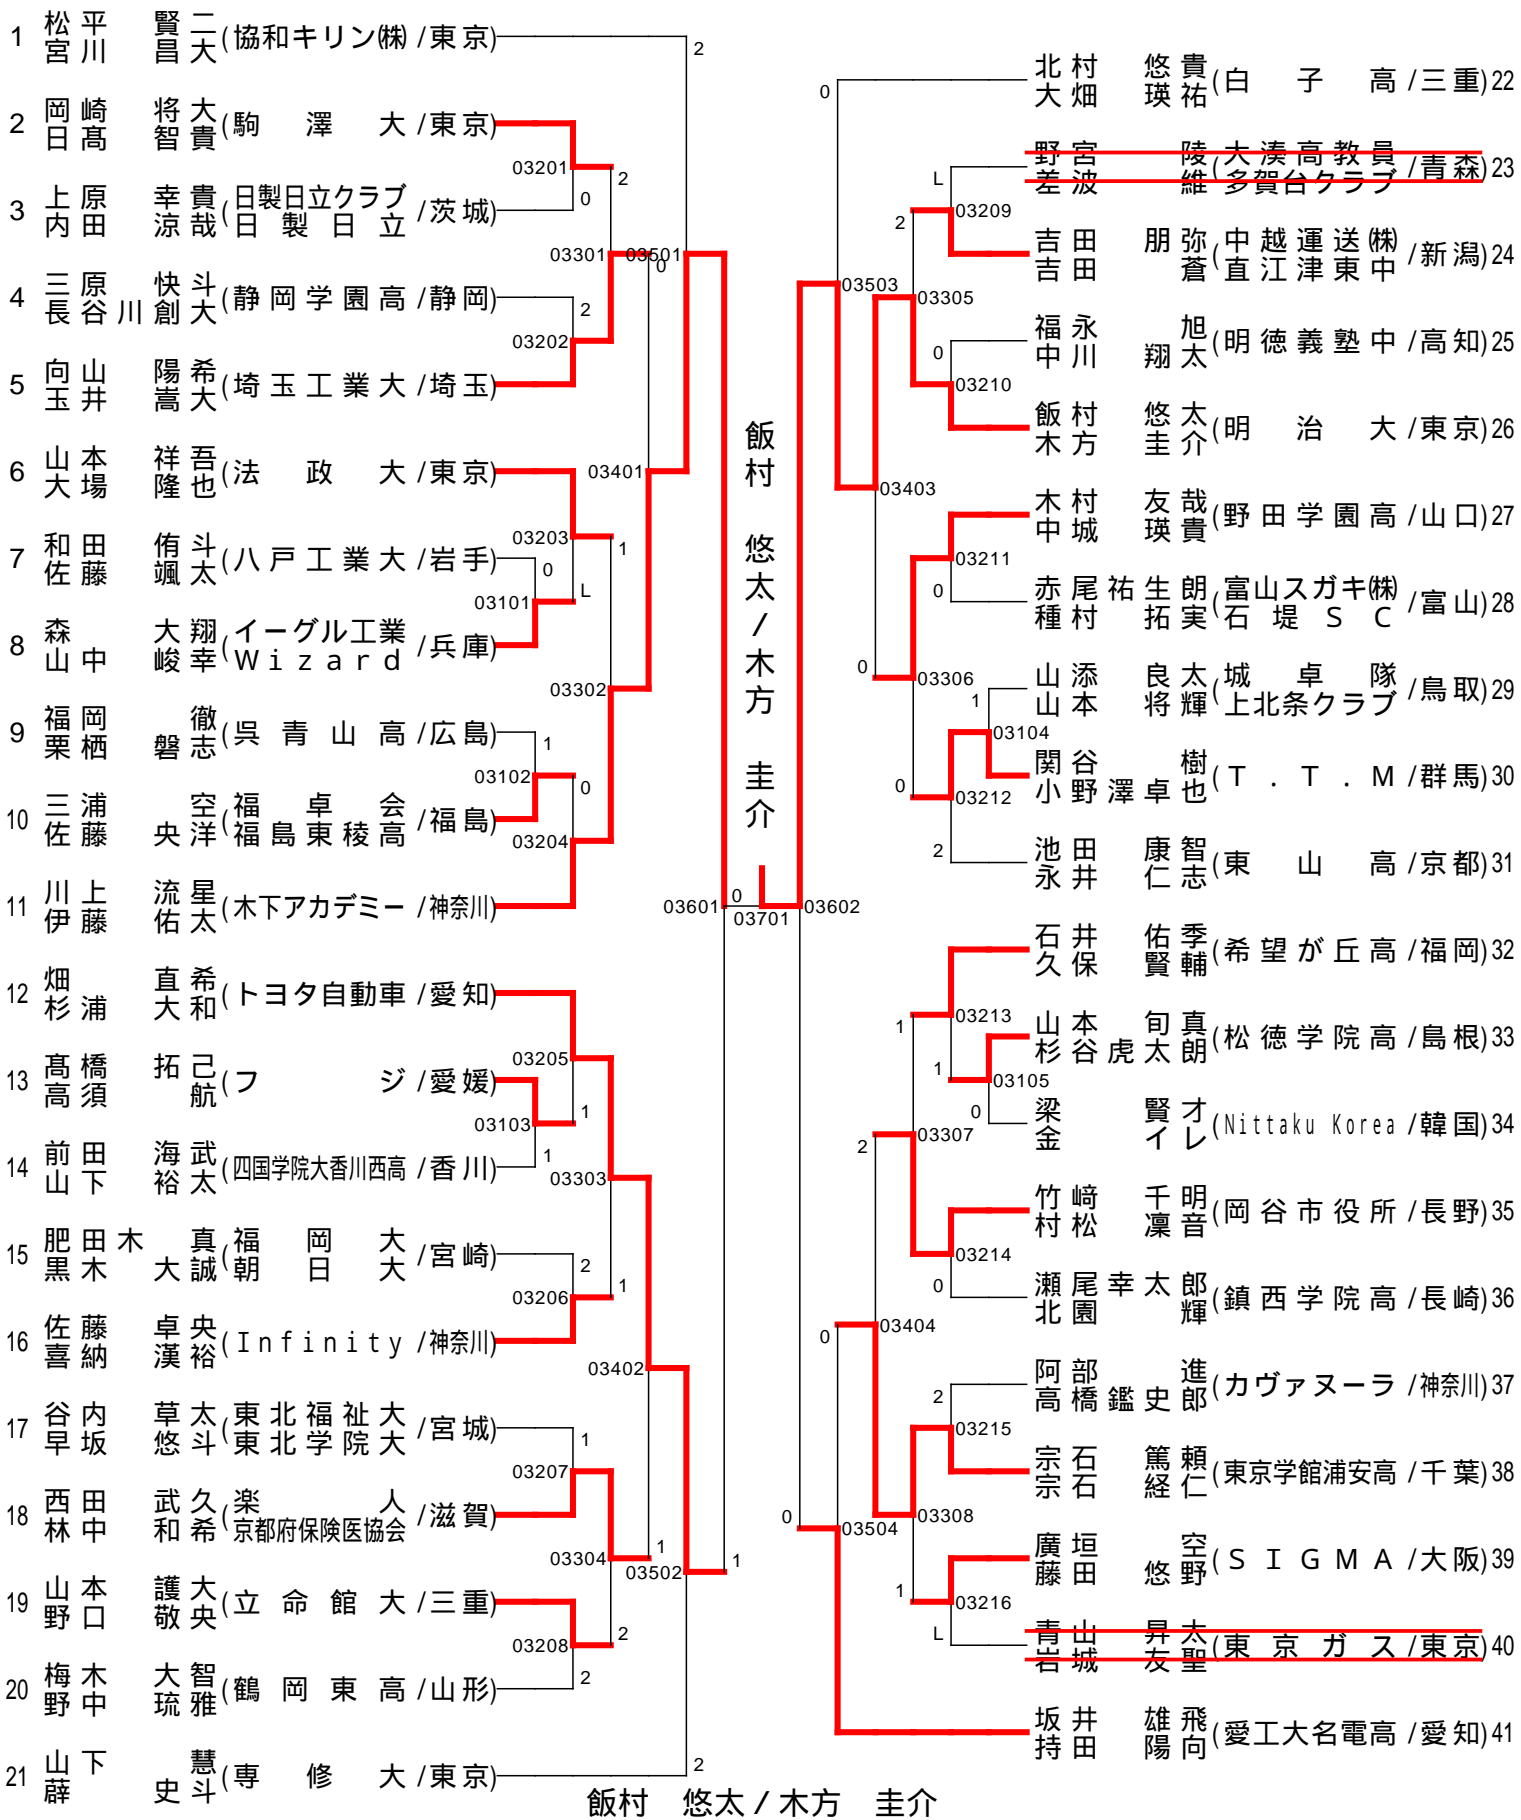 1 松平 賢二 宮川 昌大 (協和キリン㈱/東京)
2 岡崎 将大 日髙 智貴 (駒澤大/東京)
3 上原 幸貴 内田 涼哉 (日製日立クラブ 日製日立/茨城)
4 三原 快斗 長谷川創大 (静岡学園高/静岡)
5 向山 陽希 玉井 嵩大 (埼玉工業大/埼玉)
6 山本 祥吾 大場 隆也 (法政大/東京)
7 和田 侑斗 佐藤 颯太 (八戸工業大/岩手)
8 森 大翔 山中 峻幸 (イーグル工業 Wizard/兵庫)
9 福岡 徹 栗栖 磐志 (呉青山高/広島)
10 三浦 空 佐藤 央洋 (福卓会 福島東稜高/福島)
11 川上 流星 伊藤 佑太 (木下アカデミー/神奈川)
12 畑 直希 杉浦 大和 (トヨタ自動車/愛知)
13 髙橋 拓己 高須 航 (フジ/愛媛)
14 前田 海武 山下 裕太 (四国学院大香川西高/香川)
15 肥田木 真 黒木 大誠 (福岡大 朝日大/宮崎)
16 佐藤 卓央 喜納 漢裕 (Infinity/神奈川)
17 谷内 草太 早坂 悠斗 (東北福祉大 東北学院大/宮城)
18 西田 武久 林中 和希 (楽人 京都府保険医協会/滋賀)
19 山本 護大 野口 敬央 (立命館大/三重)
20 梅木 大智 野中 琉雅 (鶴岡東高/山形)
21 山下 慧 薛 史斗 (専修大/東京)
2
03201
2
0
03301
03501
0
2
03202
03401
03203
1
0
03101
L
03302
1
03102
0
03204
03601
0
03701
03602
03205
1
03103
1
03303
2
03206
1
03402
1
03207
03304
1
03502
1
03208
2
2
2
飯村 悠太/木方 圭介
北村 悠貴 大畑 瑛祐 (白子高/三重) 22
野宮 陵 差波 維 (大湊高教員 多賀台クラブ/青森) 23
吉田 朋弥 吉田 蒼 (中越運送㈱ 直江津東中/新潟) 24
福永 旭 中川 翔太 (明徳義塾中/高知) 25
飯村 悠太 木方 圭介 (明治大/東京) 26
木村 友哉 中城 瑛貴 (野田学園高/山口) 27
赤尾祐生朗 種村 拓実 (富山スガキ㈱ 石堤SC/富山) 28
山添 良太 山本 将輝 (城卓隊 上北条クラブ/鳥取) 29
関谷 樹 小野澤卓也 (T.T.M/群馬) 30
池田 康智 永井 仁志 (東山高/京都) 31
石井 佑季 久保 賢輔 (希望が丘高/福岡) 32
山本 旬真 杉谷虎太朗 (松徳学院高/島根) 33
梁 賢才 金 イレ (Nittaku Korea/韓国) 34
竹﨑 千明 村松 凜音 (岡谷市役所/長野) 35
瀬尾幸太郎 北園 輝 (鎮西学院高/長崎) 36
阿部 進 高橋鑑史郎 (カヴァヌーラ/神奈川) 37
宗石 篤頼 宗石 経仁 (東京学館浦安高/千葉) 38
廣垣 空 藤田 悠野 (SIGMA/大阪) 39
青山 昇太 岩城 友聖 (東京ガス/東京) 40
坂井 雄飛 持田 陽向 (愛工大名電高/愛知) 41
0
L
03209
2
03503
03305
0
03210
03403
03211
0
0
03306
1
03104
0
03212
2
03213
1
1
03105
0
03307
2
03214
0
0
03404
2
03215
0
03504
03308
1
03216
L
飯村 悠太/木方 圭介